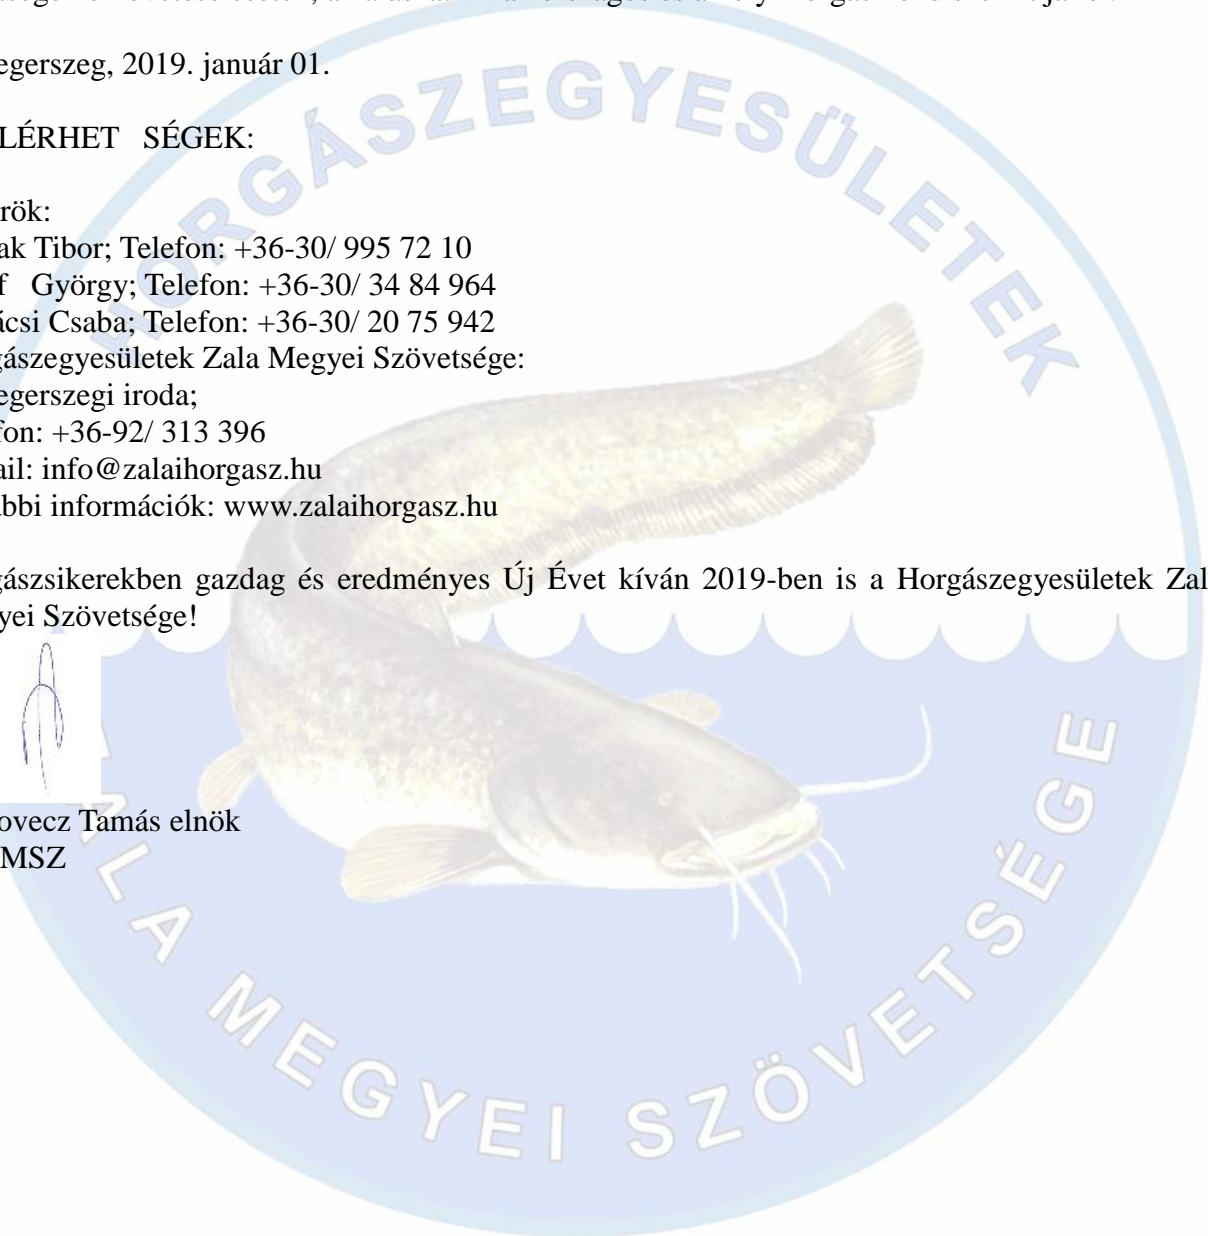 egerszeg, 2019. január 01.
LÉRHET SÉGEK:
rök:
ak Tibor; Telefon: +36-30/ 995 72 10
f György; Telefon: +36-30/ 34 84 964
ácsi Csaba; Telefon: +36-30/ 20 75 942
gászegyesületek Zala Megyei Szövetsége:
egerszegi iroda;
fon: +36-92/ 313 396
ail: info@zalaihorgasz.hu
ábbi információk: www.zalaihorgasz.hu
gászsikerekben gazdag és eredményes Új Évet kíván 2019-ben is a Horgászegyesületek Zal
yei Szövetsége!
ovecz Tamás elnök
MSZ
HORGÁSZEGYESÜLETEK
ALA MEGYEI SZÖVETSÉGE